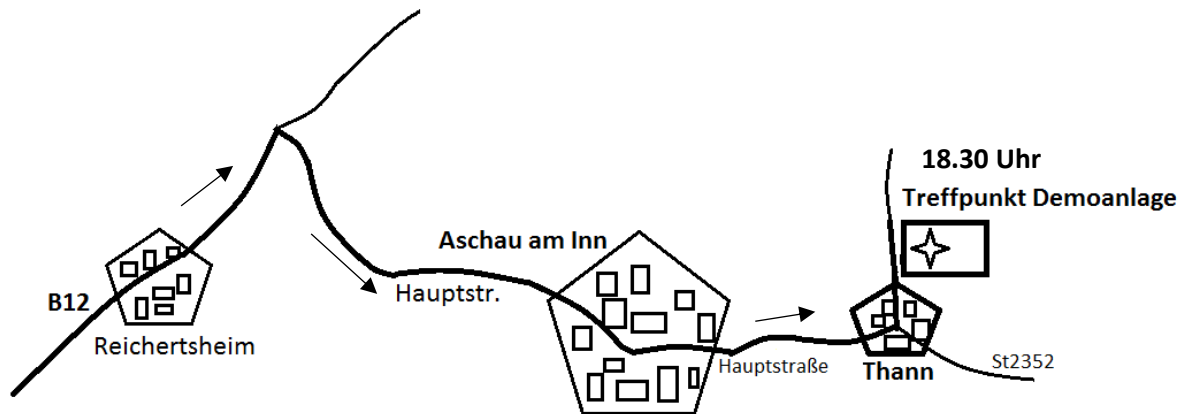 18.30 Uhr
Treffpunkt Demoanlage
Aschau am Inn
B12
Hauptstr.
Reichertsheim
Hauptstraße
St2352
Thann